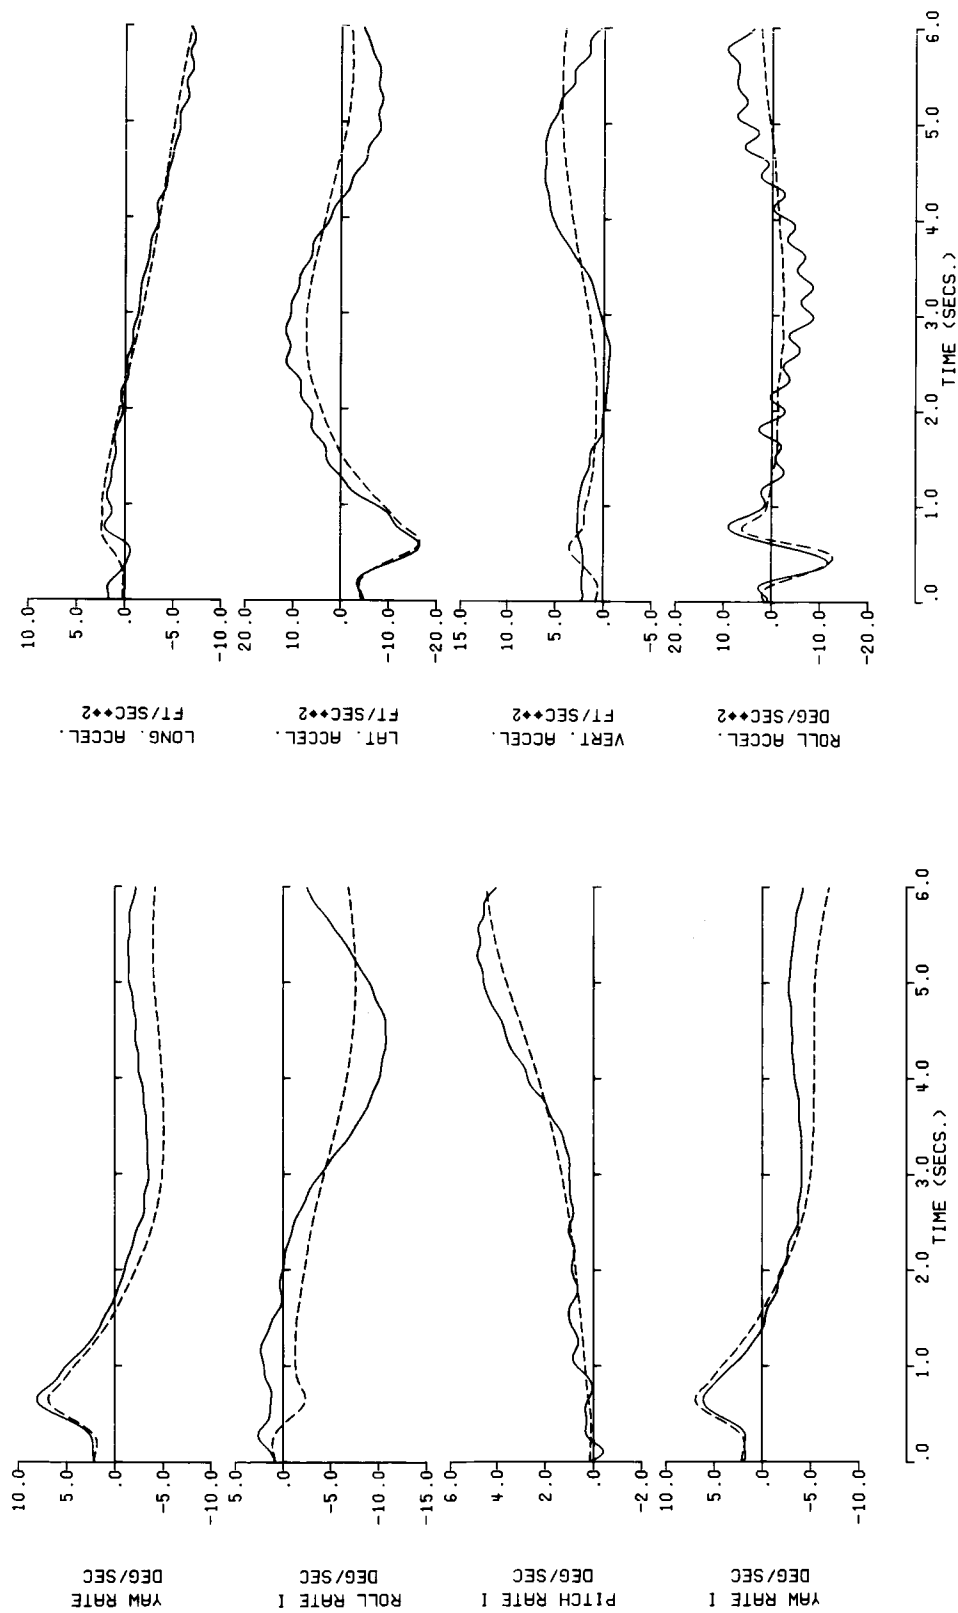 YAW RATE
DEG/SEC
10.0
5.0
.0
-5.0
-10.0
ROLL RATE I
DEG/SEC
5.0
.0
-5.0
-10.0
-15.0
PITCH RATE I
DEG/SEC
6.0
4.0
2.0
.0
-2.0
YAW RATE I
DEG/SEC
10.0
5.0
.0
-5.0
-10.0
.0 1.0 2.0 3.0 4.0 5.0 6.0
TIME (SECS.)
LONG. ACCEL.
FT/SEC**2
10.0
5.0
.0
-5.0
-10.0
LAT. ACCEL.
FT/SEC**2
20.0
10.0
.0
-10.0
-20.0
VERT. ACCEL.
FT/SEC**2
15.0
10.0
5.0
.0
-5.0
ROLL ACCEL.
DEG/SEC**2
20.0
10.0
.0
-10.0
-20.0
.0 1.0 2.0 3.0 4.0 5.0 6.0
TIME (SECS.)